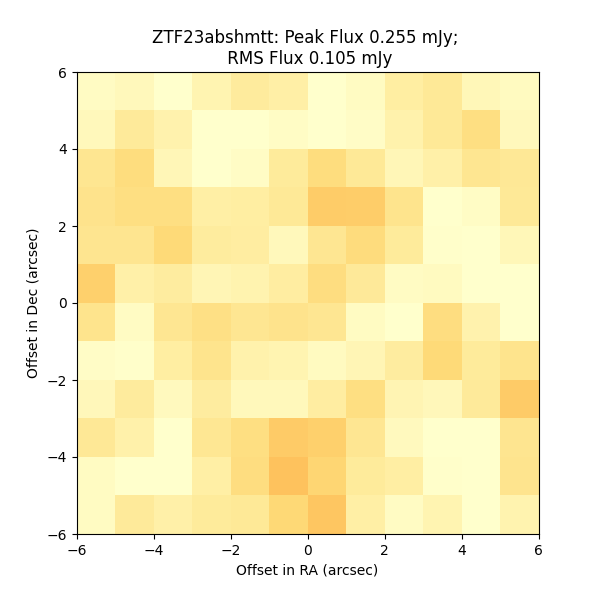 ZTF23abshmtt: Peak Flux 0.255 mJy;
RMS Flux 0.105 mJy
6
4
2
0
−2
−4
−6
Offset in Dec (arcsec)
−6 −4 −2 0 2 4 6
Offset in RA (arcsec)